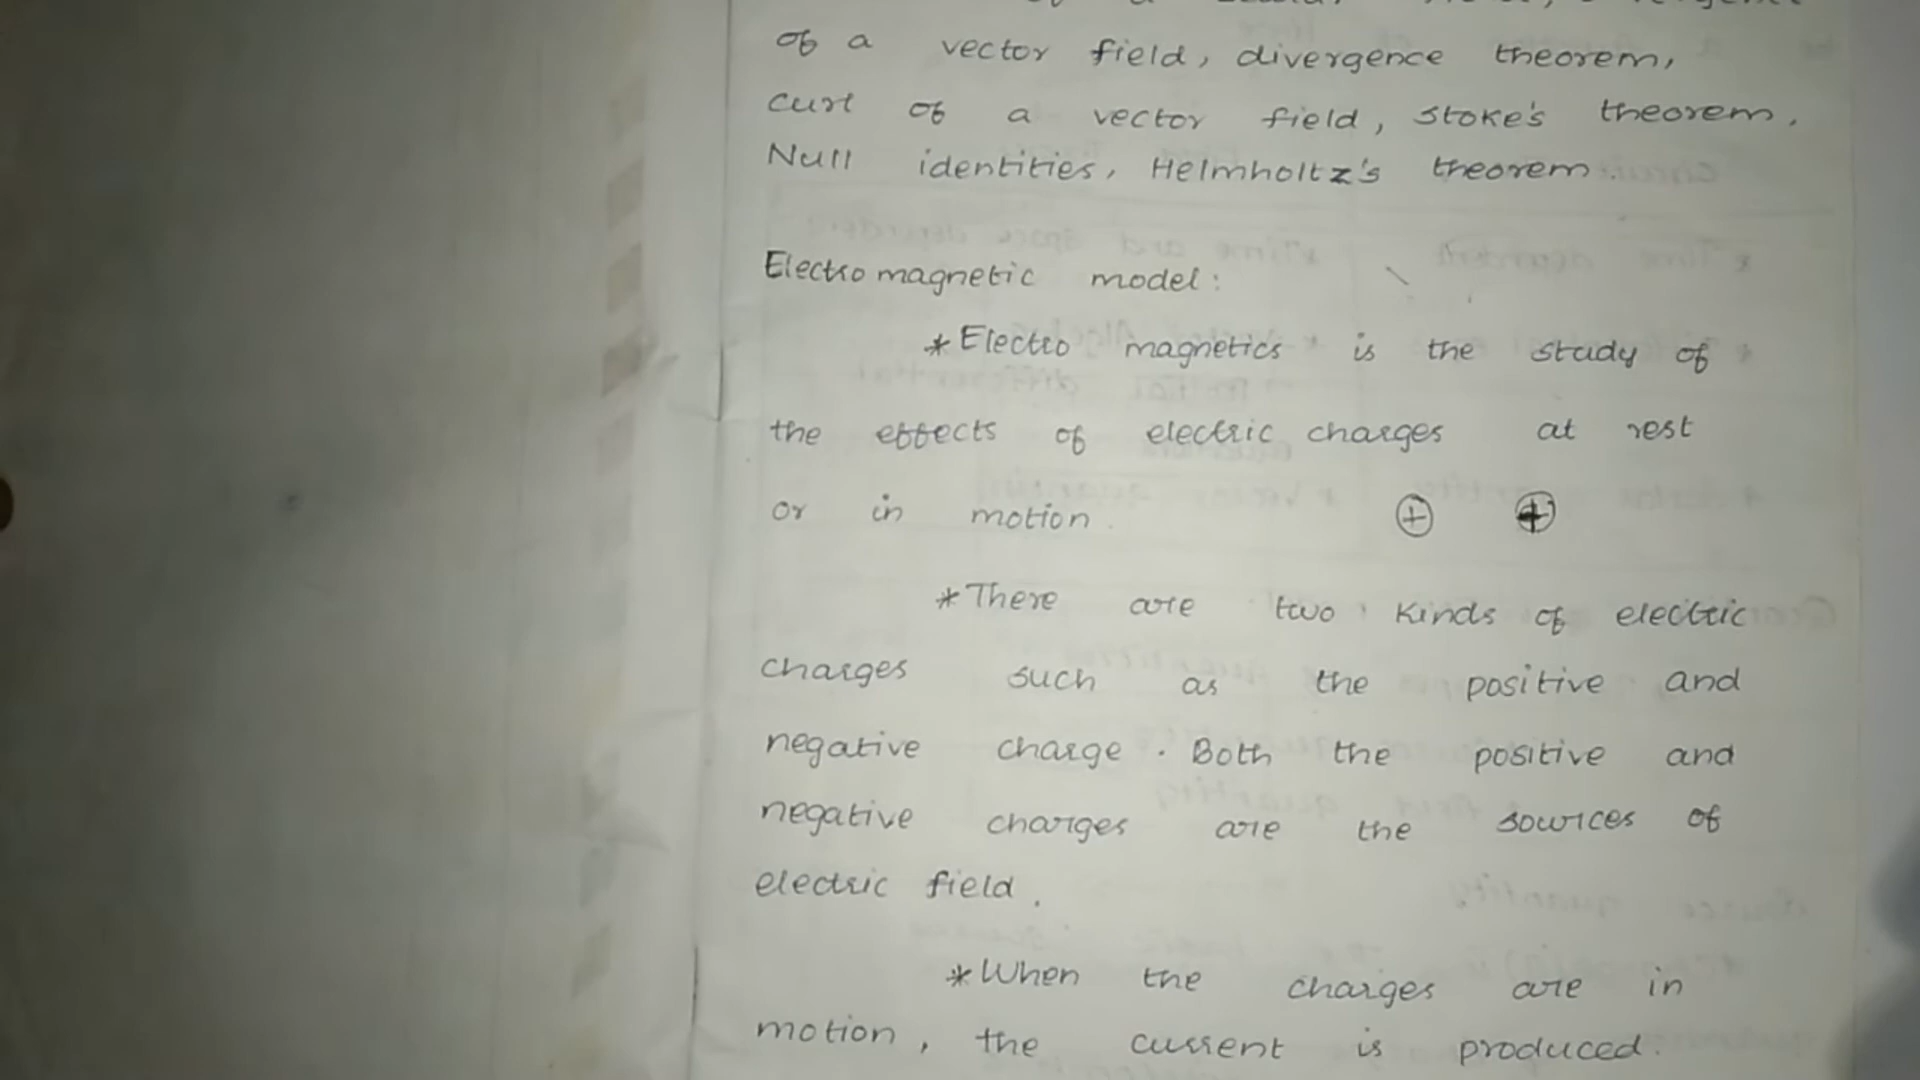 of a vector field, divergence theorem,
curl of a vector field, stoke's theorem.
Null identities, Helmholtz's theorem.
Electro magnetic model:
* Electro magnetics is the study of
the effects of electric charges at rest
or in motion
+ +
* There are two kinds of electric
charges such as the positive and
negative charge. Both the positive and
negative charges are the sources of
electric field.
* When the charges are in
motion, the current is produced.